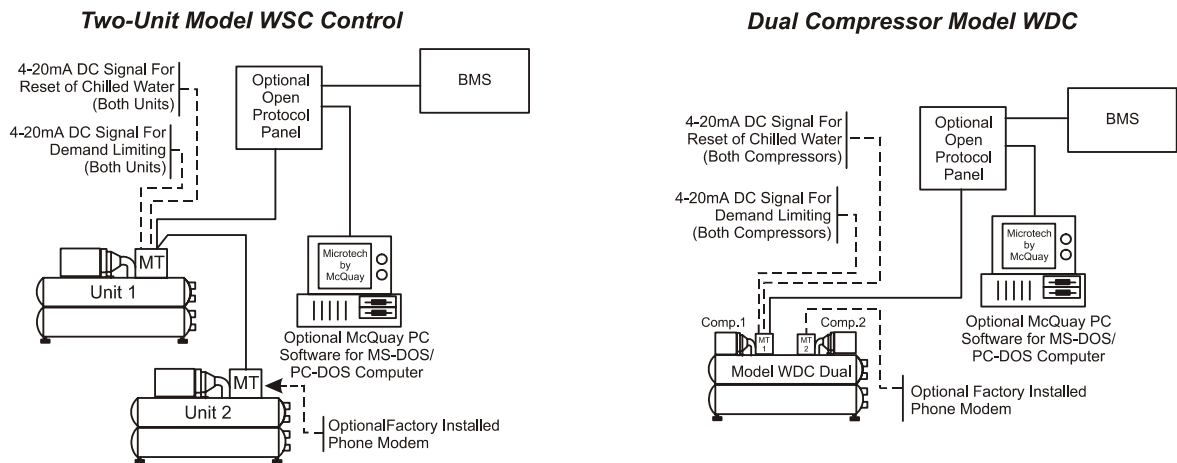 Two-Unit Model WSC Control
4-20mA DC Signal For
Reset of Chilled Water
(Both Units)
4-20mA DC Signal For
Demand Limiting
(Both Units)
Optional
Open
Protocol
Panel
BMS
MT
Unit 1
Microtech
by
McQuay
Optional McQuay PC
Software for MS-DOS/
PC-DOS Computer
MT
Unit 2
OptionalFactory Installed
Phone Modem
Dual Compressor Model WDC
4-20mA DC Signal For
Reset of Chilled Water
(Both Compressors)
4-20mA DC Signal For
Demand Limiting
(Both Compressors)
Optional
Open
Protocol
Panel
BMS
Microtech
by
McQuay
Optional McQuay PC
Software for MS-DOS/
PC-DOS Computer
Comp.1
MT
1
MT
2
Comp.2
Model WDC Dual
Optional Factory Installed
Phone Modem